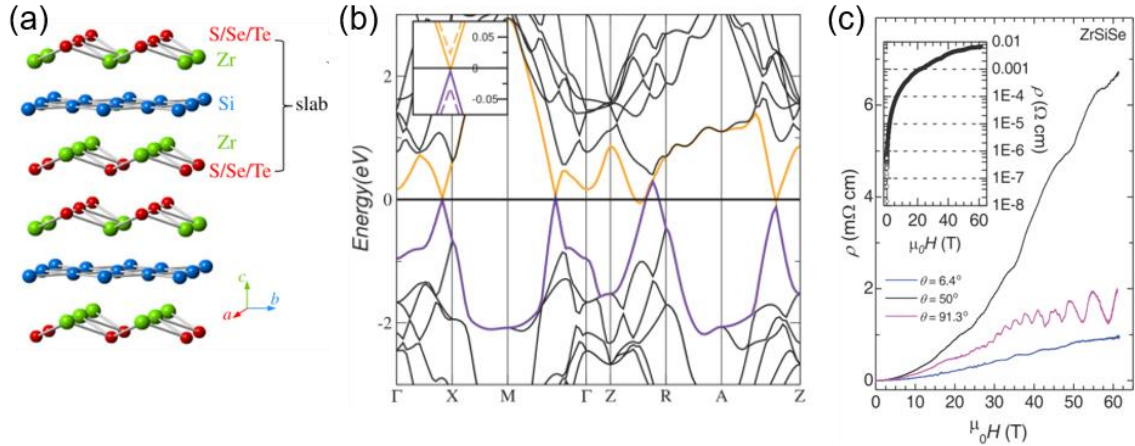 (a)
S/Se/Te
Zr
Si
slab
Zr
S/Se/Te
c
a
b
(b)
Energy(eV)
2
0
-2
0.05
0
-0.05
Γ
X
M
Γ
Z
R
A
Z
(c)
ZrSiSe
ρ (mΩ cm)
6
4
2
0
0.01
0.001
1E-4
1E-5
1E-6
1E-7
1E-8
ρ (Ω cm)
0 20 40 60
μ₀H (T)
θ = 6.4°
θ = 50°
θ = 91.3°
0 10 20 30 40 50 60
μ₀H (T)